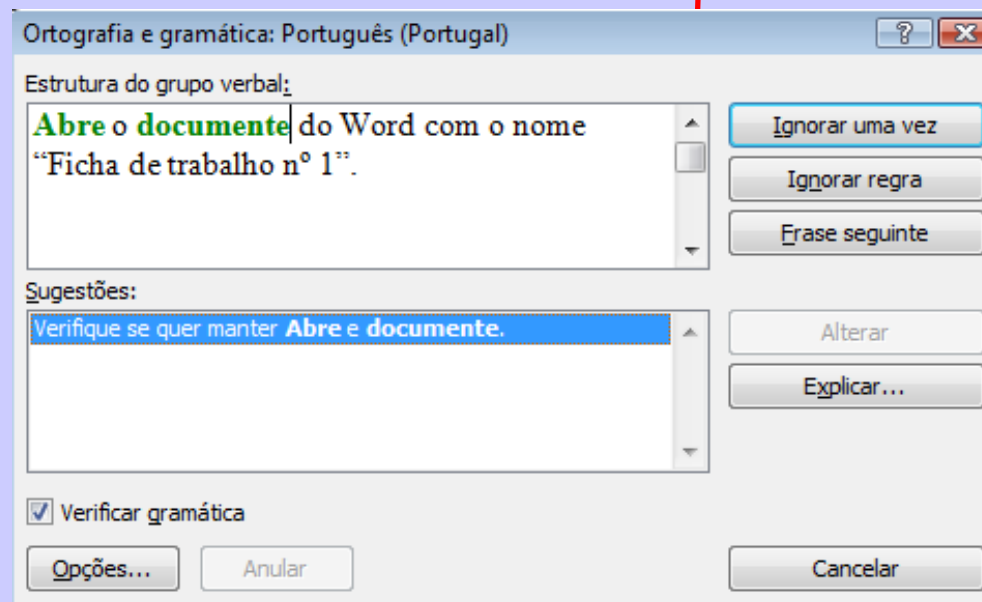 Ortografia e gramática: Português (Portugal)
Estrutura do grupo verbal:
Abre o documente do Word com o nome
“Ficha de trabalho nº 1”.
Ignorar uma vez
Ignorar regra
Frase seguinte
Sugestões:
Verifique se quer manter Abre e documente.
Alterar
Explicar...
Verificar gramática
Opções...
Anular
Cancelar